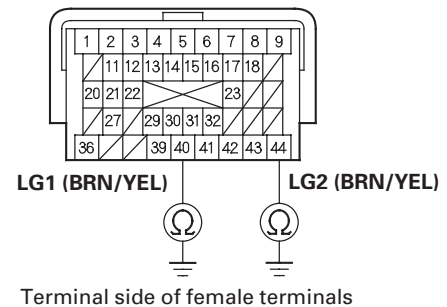 1 2 3 4 5 6 7 8 9
11 12 13 14 15 16 17 18
20 21 22 23
27 29 30 31 32
36 39 40 41 42 43 44
LG1 (BRN/YEL) LG2 (BRN/YEL)
Ω Ω
Terminal side of female terminals